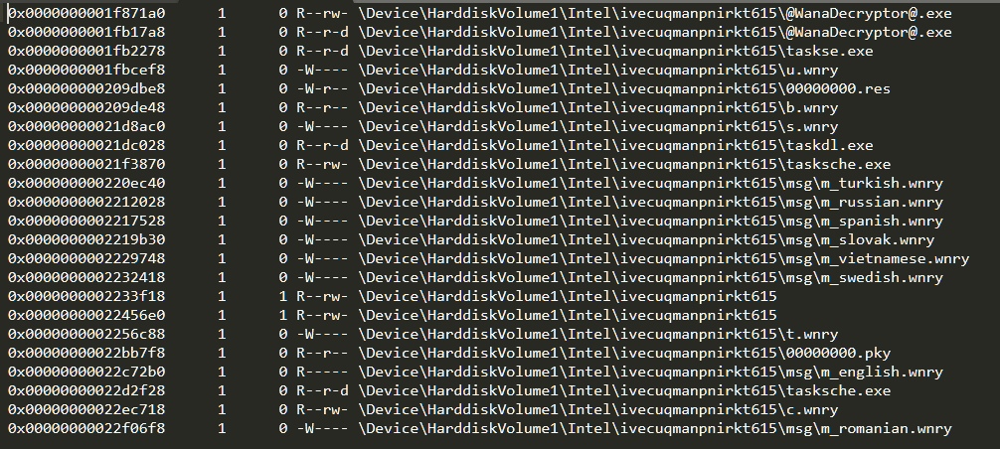 0x0000000001f871a0 1 0 R--rw- \Device\HarddiskVolume1\Intel\ivecuqmanpnirkt615\@WanaDecryptor@.exe
0x0000000001fb17a8 1 0 R--r-d \Device\HarddiskVolume1\Intel\ivecuqmanpnirkt615\@WanaDecryptor@.exe
0x0000000001fb2278 1 0 R--r-d \Device\HarddiskVolume1\Intel\ivecuqmanpnirkt615\taskse.exe
0x0000000001fbcef8 1 0 -W---- \Device\HarddiskVolume1\Intel\ivecuqmanpnirkt615\u.wnry
0x000000000209dbe8 1 0 -W-r-- \Device\HarddiskVolume1\Intel\ivecuqmanpnirkt615\00000000.res
0x000000000209de48 1 0 R--r-- \Device\HarddiskVolume1\Intel\ivecuqmanpnirkt615\b.wnry
0x00000000021d8ac0 1 0 -W---- \Device\HarddiskVolume1\Intel\ivecuqmanpnirkt615\s.wnry
0x00000000021dc028 1 0 R--r-d \Device\HarddiskVolume1\Intel\ivecuqmanpnirkt615\taskdl.exe
0x00000000021f3870 1 0 R--rw- \Device\HarddiskVolume1\Intel\ivecuqmanpnirkt615\tasksche.exe
0x000000000220ec40 1 0 -W---- \Device\HarddiskVolume1\Intel\ivecuqmanpnirkt615\msg\m_turkish.wnry
0x0000000002212028 1 0 -W---- \Device\HarddiskVolume1\Intel\ivecuqmanpnirkt615\msg\m_russian.wnry
0x0000000002217528 1 0 -W---- \Device\HarddiskVolume1\Intel\ivecuqmanpnirkt615\msg\m_spanish.wnry
0x0000000002219b30 1 0 -W---- \Device\HarddiskVolume1\Intel\ivecuqmanpnirkt615\msg\m_slovak.wnry
0x0000000002229748 1 0 -W---- \Device\HarddiskVolume1\Intel\ivecuqmanpnirkt615\msg\m_vietnamese.wnry
0x0000000002232418 1 0 -W---- \Device\HarddiskVolume1\Intel\ivecuqmanpnirkt615\msg\m_swedish.wnry
0x0000000002233f18 1 1 R--rw- \Device\HarddiskVolume1\Intel\ivecuqmanpnirkt615
0x00000000022456e0 1 1 R--rw- \Device\HarddiskVolume1\Intel\ivecuqmanpnirkt615
0x0000000002256c88 1 0 -W---- \Device\HarddiskVolume1\Intel\ivecuqmanpnirkt615\t.wnry
0x00000000022bb7f8 1 0 R--r-- \Device\HarddiskVolume1\Intel\ivecuqmanpnirkt615\00000000.pky
0x00000000022c72b0 1 0 R----- \Device\HarddiskVolume1\Intel\ivecuqmanpnirkt615\msg\m_english.wnry
0x00000000022d2f28 1 0 R--r-d \Device\HarddiskVolume1\Intel\ivecuqmanpnirkt615\tasksche.exe
0x00000000022ec718 1 0 R--rw- \Device\HarddiskVolume1\Intel\ivecuqmanpnirkt615\c.wnry
0x00000000022f06f8 1 0 -W---- \Device\HarddiskVolume1\Intel\ivecuqmanpnirkt615\msg\m_romanian.wnry